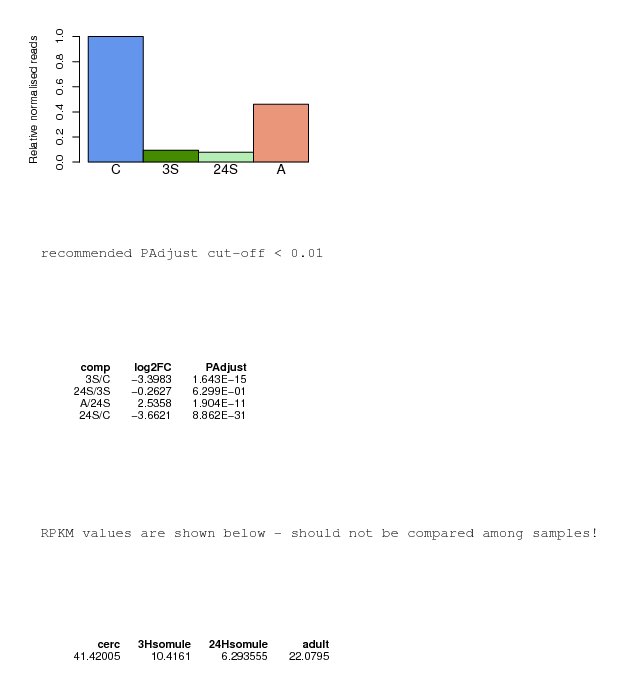 Relative normalised reads
1.0
0.8
0.6
0.4
0.2
0.0
C 3S 24S A
recommended PAdjust cut-off < 0.01
comp log2FC PAdjust
3S/C −3.3983 1.643E−15
24S/3S −0.2627 6.299E−01
A/24S 2.5358 1.904E−11
24S/C −3.6621 8.862E−31
RPKM values are shown below - should not be compared among samples!
cerc 3Hsomule 24Hsomule adult
41.42005 10.4161 6.293555 22.0795